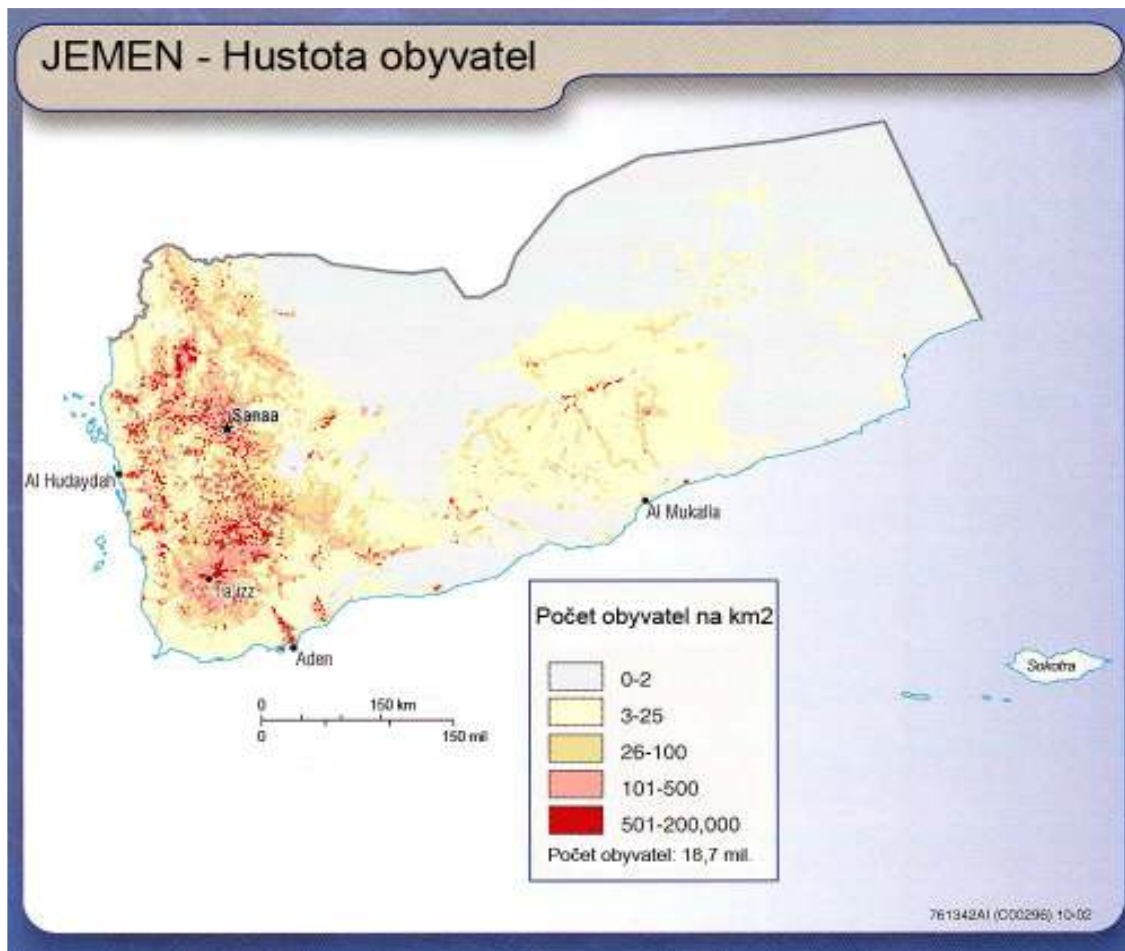 JEMEN - Hustota obyvatel
Sanaa
Al Hudaydah
Al Mukalla
Ta'izz
Aden
Sokotra
0 150 km
0 150 mil
Počet obyvatel na km2
0-2
3-25
26-100
101-500
501-200,000
Počet obyvatel: 18,7 mil.
761342AI (C00296) 10-02